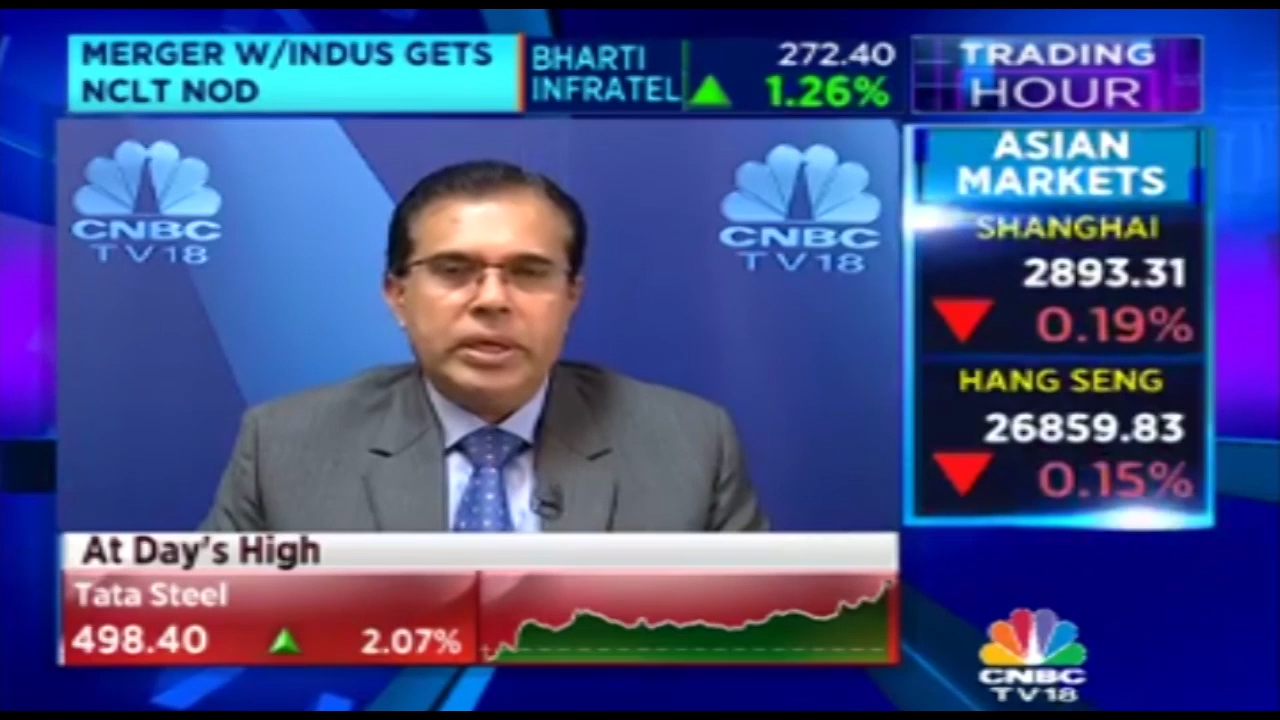 MERGER W/INDUS GETS
NCLT NOD
BHARTI
INFRATEL
272.40
1.26%
TRADING
HOUR
CNBC
TV18
CNBC
TV18
ASIAN
MARKETS
SHANGHAI
2893.31
0.19%
HANG SENG
26859.83
0.15%
At Day's High
Tata Steel
498.40 2.07%
CNBC
TV18